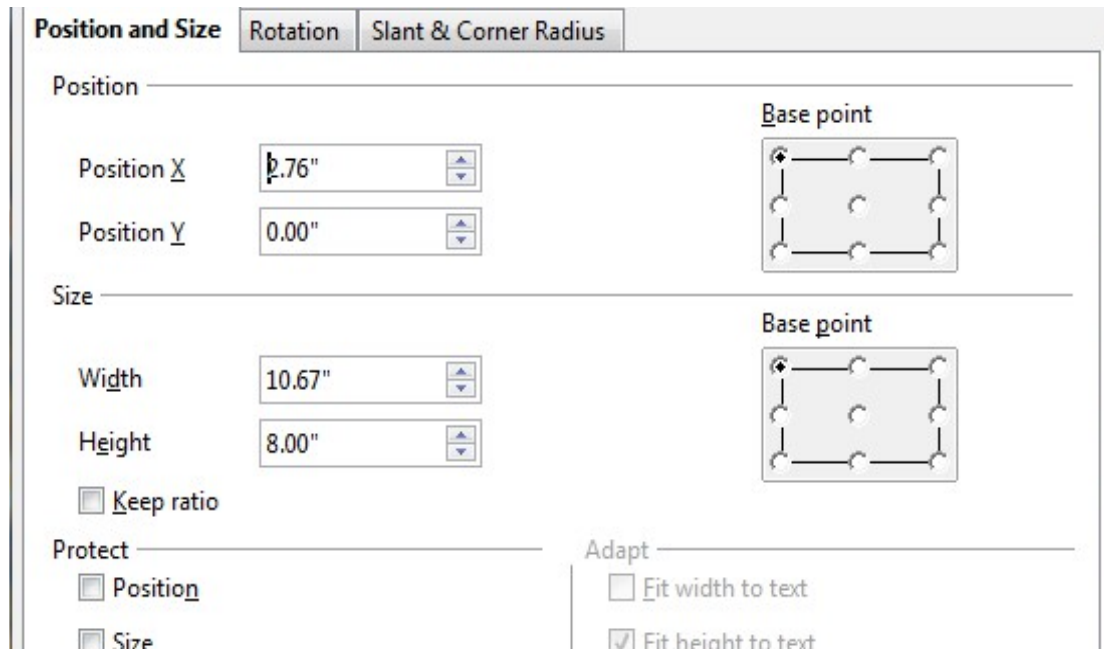 Position and Size Rotation Slant & Corner Radius
Position
Base point
Position X 2.76"
Position Y 0.00"
Size
Base point
Width 10.67"
Height 8.00"
Keep ratio
Protect Adapt
Position Fit width to text
Size Fit height to text